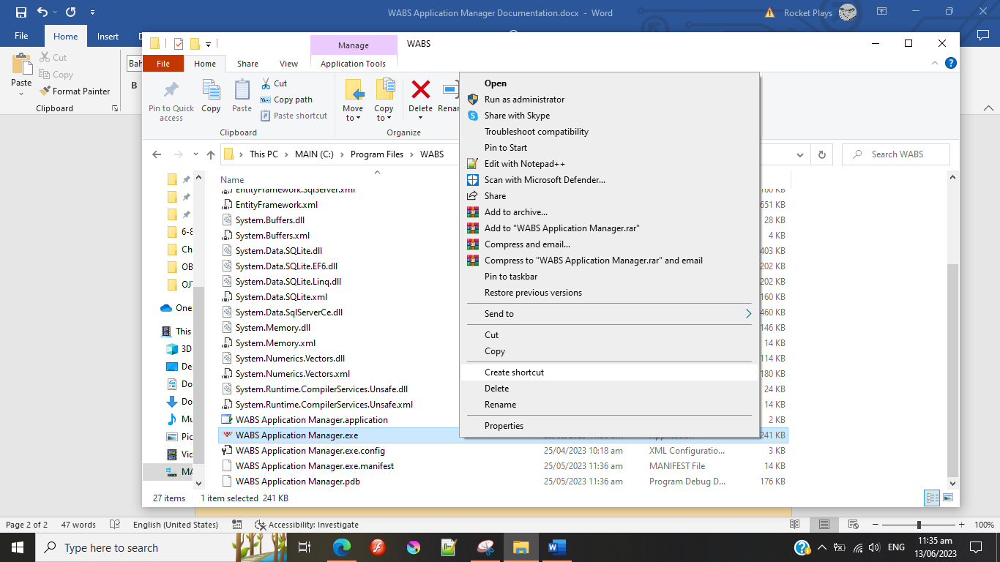 WABS Application Manager Documentation.docx - Word
Rocket Plays
File
Home
Insert
Manage
WABS
File
Home
Share
View
Application Tools
Paste
Cut
Copy
Format Painter
Clipboard
Bah
B
Pin to Quick access
Copy
Paste
Cut
Copy path
Paste shortcut
Clipboard
Move to
Copy to
Delete
Organize
This PC
MAIN (C:)
Program Files
WABS
Search WABS
Name
EntityFramework.SqlServer.xml
EntityFramework.xml
651 KB
System.Buffers.dll
28 KB
System.Buffers.xml
4 KB
System.Data.SQLite.dll
403 KB
System.Data.SQLite.EF6.dll
202 KB
System.Data.SQLite.Linq.dll
202 KB
System.Data.SQLite.xml
160 KB
System.Data.SqlServerCe.dll
460 KB
System.Memory.dll
146 KB
System.Memory.xml
14 KB
System.Numerics.Vectors.dll
114 KB
System.Numerics.Vectors.xml
180 KB
System.Runtime.CompilerServices.Unsafe.dll
24 KB
System.Runtime.CompilerServices.Unsafe.xml
14 KB
WABS Application Manager.application
2 KB
WABS Application Manager.exe
241 KB
WABS Application Manager.exe.config
25/04/2023 10:18 am
XML Configuratio...
3 KB
WABS Application Manager.exe.manifest
25/05/2023 11:36 am
MANIFEST File
14 KB
WABS Application Manager.pdb
25/05/2023 11:36 am
Program Debug D...
176 KB
6-8
Ch
OB
OJT
One
This
3D
De
Do
Do
Mu
Pic
Vid
MA
Open
Run as administrator
Share with Skype
Troubleshoot compatibility
Pin to Start
Edit with Notepad++
Scan with Microsoft Defender...
Share
Add to archive...
Add to "WABS Application Manager.rar"
Compress and email...
Compress to "WABS Application Manager.rar" and email
Pin to taskbar
Restore previous versions
Send to
Cut
Copy
Create shortcut
Delete
Rename
Properties
27 items
1 item selected 241 KB
Page 2 of 2
47 words
English (United States)
Accessibility: Investigate
100%
Type here to search
ENG
11:35 am
13/06/2023